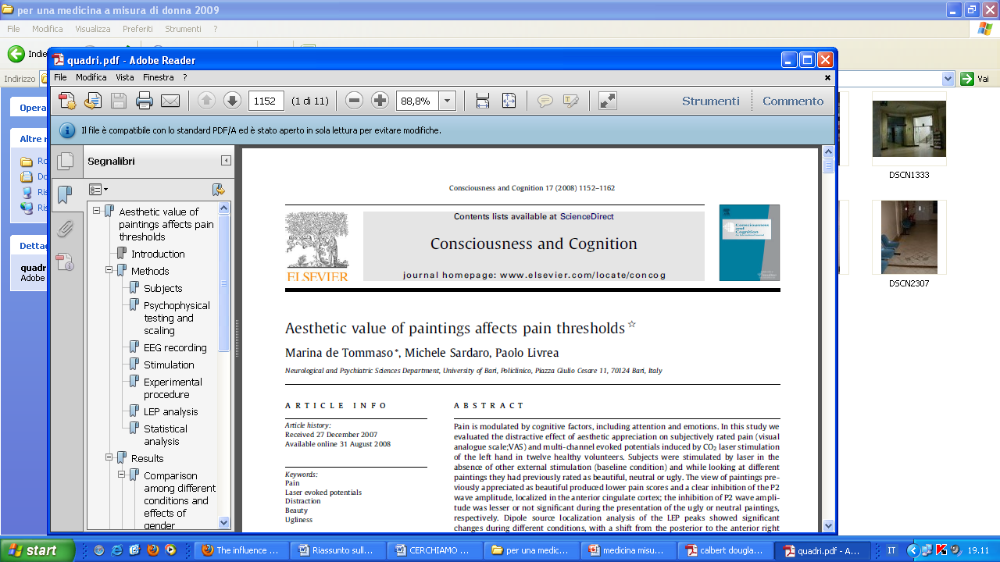 per una medicina a misura di donna 2009
File Modifica Visualizza Preferiti Strumenti ?
Indirizzo
Vai
Opera
Dettag
quadri
Adobe
DSCN1333
DSCN2307
quadri.pdf - Adobe Reader
File Modifica Vista Finestra ?
1152 (1 di 11) 88,8% Strumenti Commento
Il file è compatibile con lo standard PDF/A ed è stato aperto in sola lettura per evitare modifiche.
Segnalibri
Aesthetic value of
paintings affects pain
thresholds
Introduction
Methods
Subjects
Psychophysical
testing and
scaling
EEG recording
Stimulation
Experimental
procedure
LEP analysis
Statistical
analysis
Results
Comparison
among different
conditions and
effects of
gender
Consciousness and Cognition 17 (2008) 1152–1162
Contents lists available at ScienceDirect
Consciousness and Cognition
journal homepage: www.elsevier.com/locate/concog
ELSEVIER
Consciousness
and
Cognition
Aesthetic value of paintings affects pain thresholds ☆
Marina de Tommaso *, Michele Sardaro, Paolo Livrea
Neurological and Psychiatric Sciences Department, University of Bari, Policlinico, Piazza Giulio Cesare 11, 70124 Bari, Italy
ARTICLE INFO
Article history:
Received 27 December 2007
Available online 31 August 2008
Keywords:
Pain
Laser evoked potentials
Distraction
Beauty
Ugliness
ABSTRACT
Pain is modulated by cognitive factors, including attention and emotions. In this study we
evaluated the distractive effect of aesthetic appreciation on subjectively rated pain (visual
analogue scale;VAS) and multi-channel evoked potentials induced by CO2 laser stimulation
of the left hand in twelve healthy volunteers. Subjects were stimulated by laser in the
absence of other external stimulation (baseline condition) and while looking at different
paintings they had previously rated as beautiful, neutral or ugly. The view of paintings pre-
viously appreciated as beautiful produced lower pain scores and a clear inhibition of the P2
wave amplitude, localized in the anterior cingulate cortex; the inhibition of P2 wave ampli-
tude was lesser or not significant during the presentation of the ugly or neutral paintings,
respectively. Dipole source localization analysis of the LEP peaks showed significant
changes during different conditions, with a shift from the posterior to the anterior right
start
The influence ...
Riassunto sull...
CERCHIAMO ...
per una medic...
medicina misu...
calbert dougla...
quadri.pdf - A...
IT
19.11